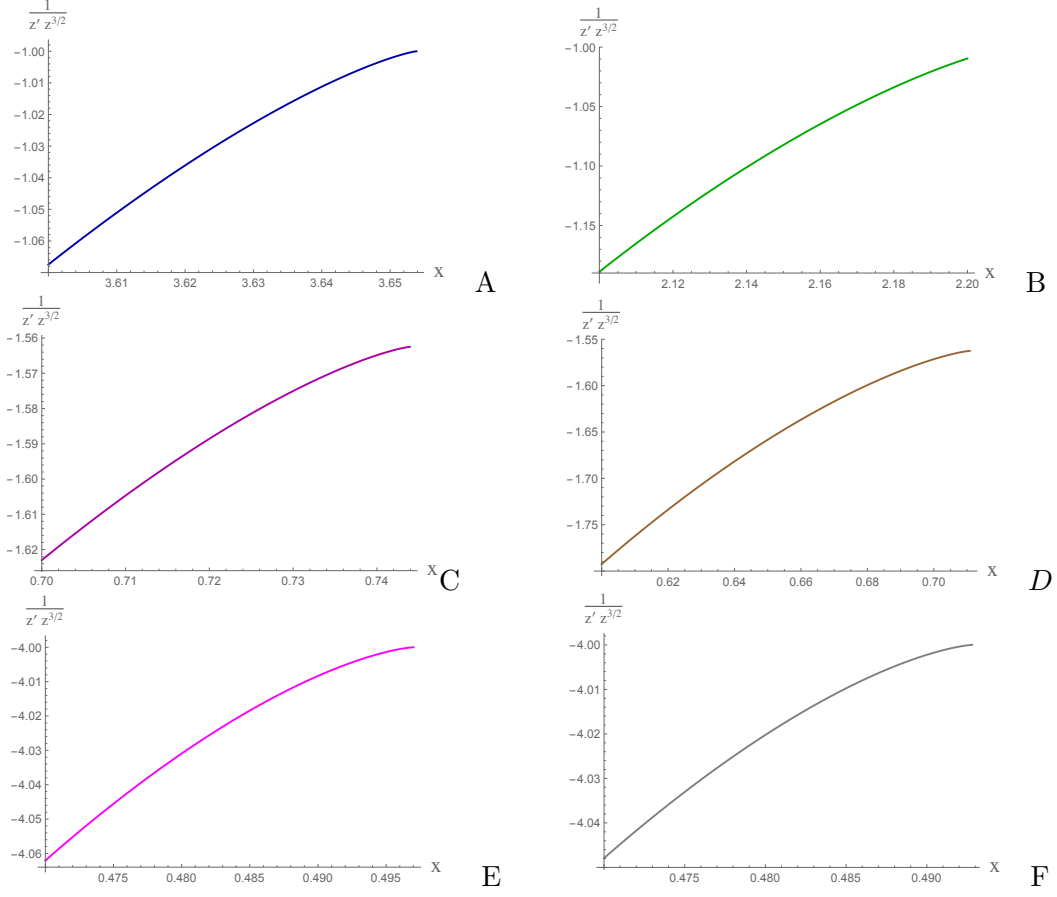 1
z′ z^{3/2}
−1.00
−1.01
−1.02
−1.03
−1.04
−1.05
−1.06
3.61 3.62 3.63 3.64 3.65
x
A
1
z′ z^{3/2}
−1.00
−1.05
−1.10
−1.15
2.12 2.14 2.16 2.18 2.20
x
B
1
z′ z^{3/2}
−1.56
−1.57
−1.58
−1.59
−1.60
−1.61
−1.62
0.70 0.71 0.72 0.73 0.74
x
C
1
z′ z^{3/2}
−1.55
−1.60
−1.65
−1.70
−1.75
0.62 0.64 0.66 0.68 0.70
x
D
1
z′ z^{3/2}
−4.00
−4.01
−4.02
−4.03
−4.04
−4.05
−4.06
0.475 0.480 0.485 0.490 0.495
x
E
1
z′ z^{3/2}
−4.00
−4.01
−4.02
−4.03
−4.04
0.475 0.480 0.485 0.490
x
F